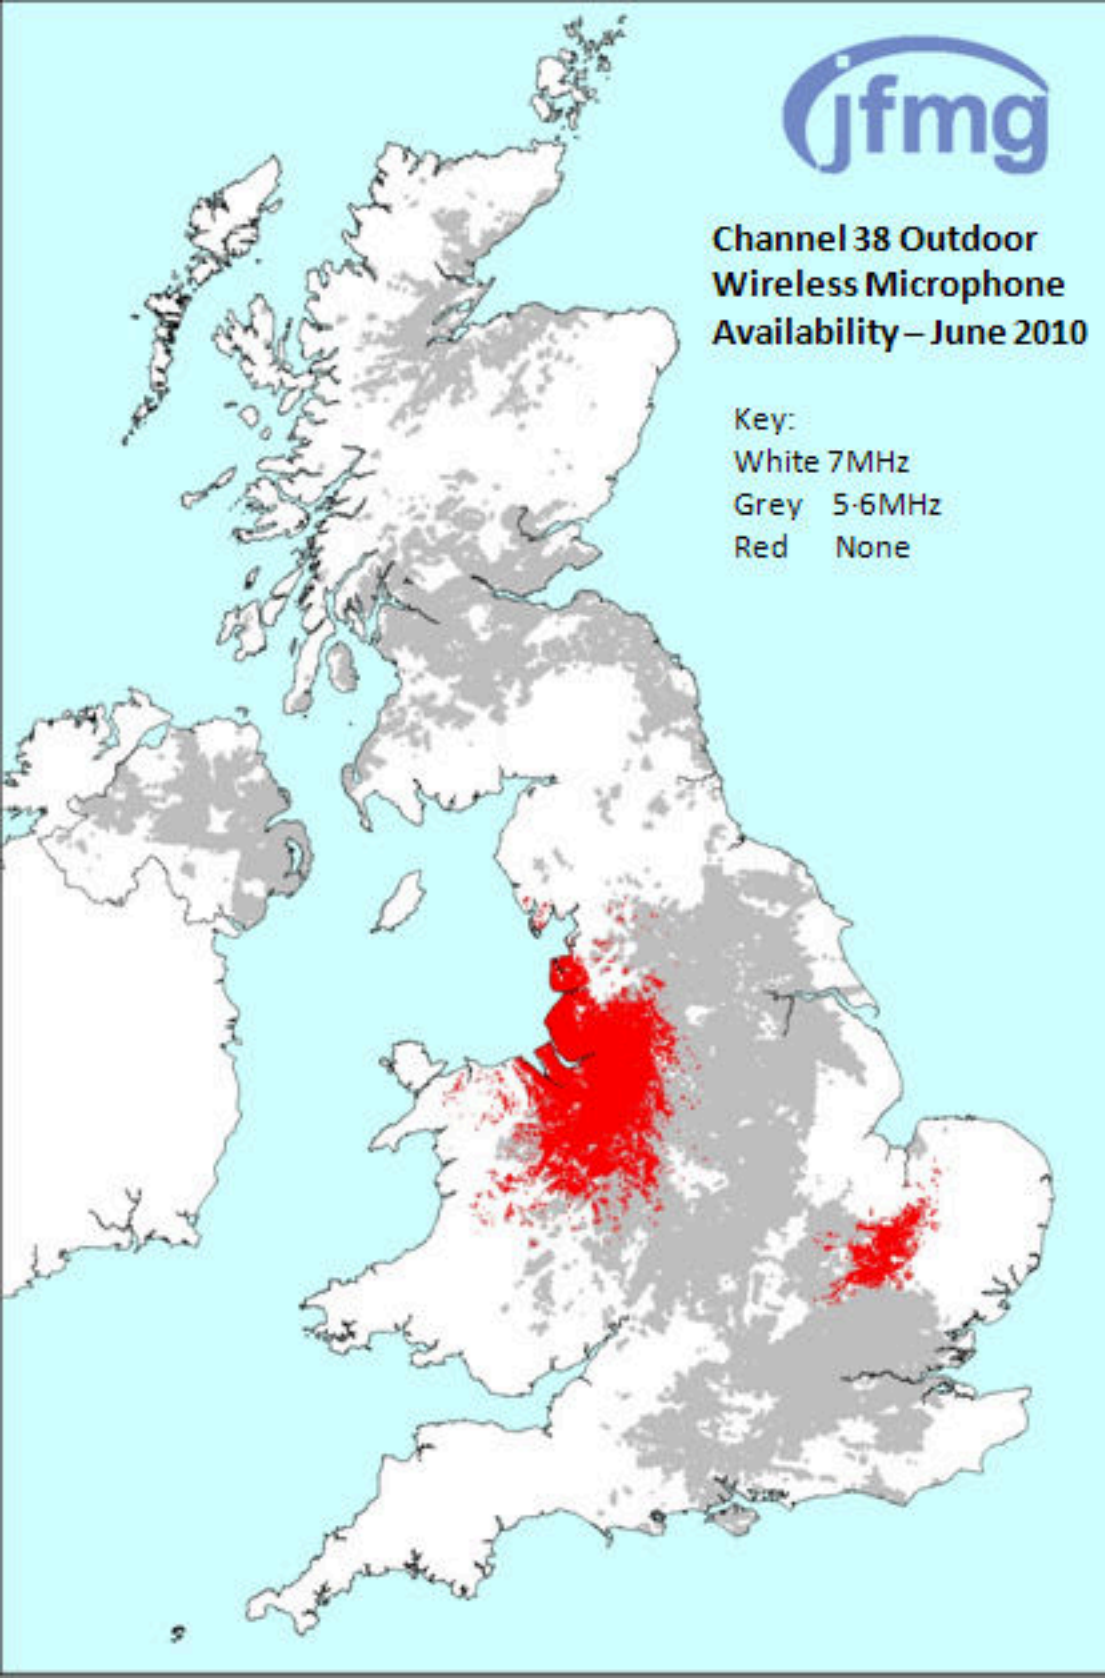 jfmg
Channel 38 Outdoor
Wireless Microphone
Availability – June 2010
Key:
White 7MHz
Grey 5-6MHz
Red None